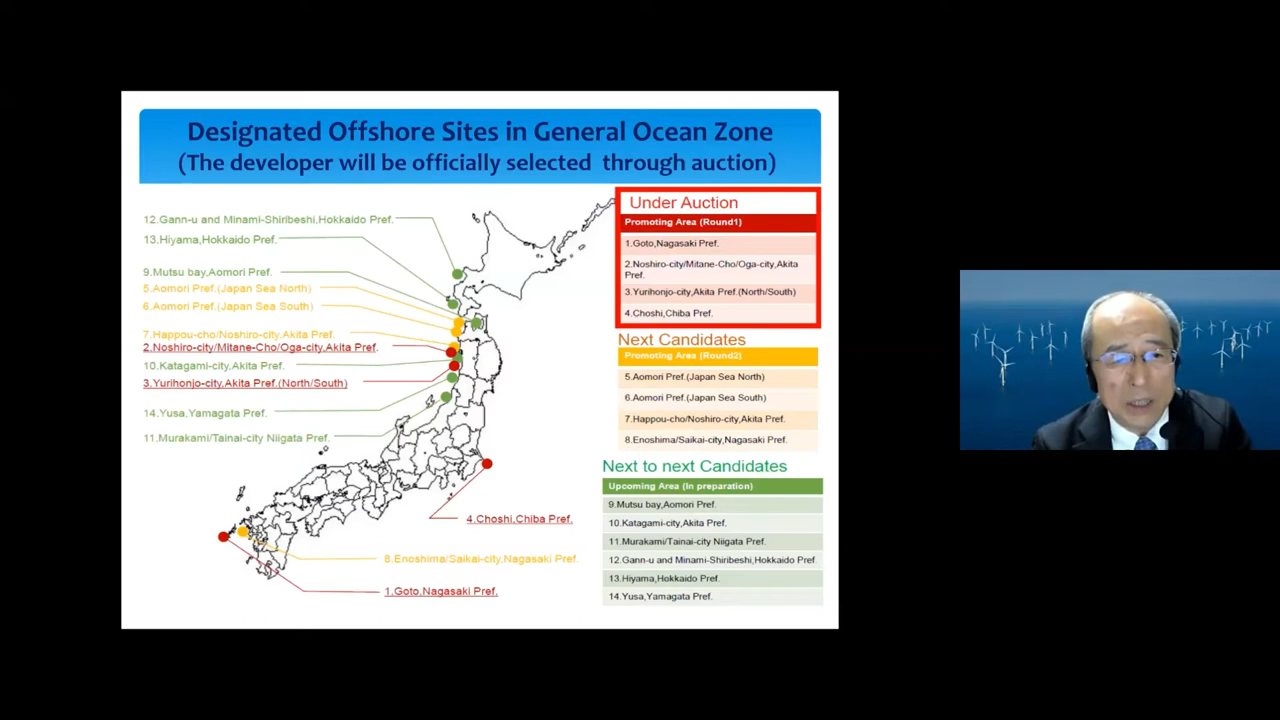 Designated Offshore Sites in General Ocean Zone
(The developer will be officially selected through auction)
12.Gann-u and Minami-Shiribeshi,Hokkaido Pref.
13.Hiyama,Hokkaido Pref.
9.Mutsu bay,Aomori Pref.
5.Aomori Pref.(Japan Sea North)
6.Aomori Pref.(Japan Sea South)
7.Happou-cho/Noshiro-city,Akita Pref.
2.Noshiro-city/Mitane-Cho/Oga-city,Akita Pref.
10.Katagami-city,Akita Pref.
3.Yurihonjo-city,Akita Pref.(North/South)
14.Yusa,Yamagata Pref.
11.Murakami/Tainai-city Niigata Pref.
4.Choshi,Chiba Pref.
8.Enoshima/Saikai-city,Nagasaki Pref.
1.Goto,Nagasaki Pref.
Under Auction
Promoting Area (Round1)
1.Goto,Nagasaki Pref.
2.Noshiro-city/Mitane-Cho/Oga-city,Akita
Pref.
3.Yurihonjo-city,Akita Pref.(North/South)
4.Choshi,Chiba Pref.
Next Candidates
Promoting Area (Round2)
5.Aomori Pref.(Japan Sea North)
6.Aomori Pref.(Japan Sea South)
7.Happou-cho/Noshiro-city,Akita Pref.
8.Enoshima/Saikai-city,Nagasaki Pref.
Next to next Candidates
Upcoming Area (In preparation)
9.Mutsu bay,Aomori Pref.
10.Katagami-city,Akita Pref.
11.Murakami/Tainai-city Niigata Pref.
12.Gann-u and Minami-Shiribeshi,Hokkaido Pref.
13.Hiyama,Hokkaido Pref.
14.Yusa,Yamagata Pref.